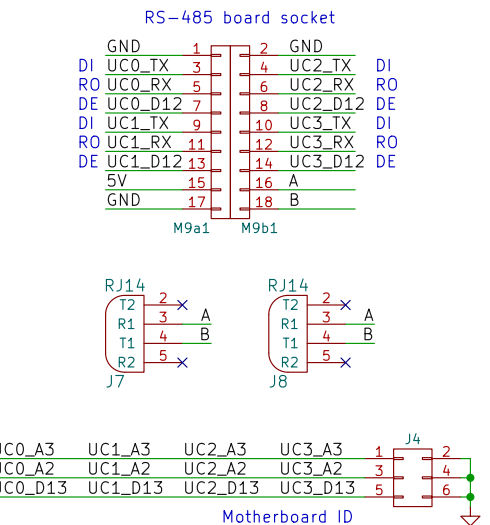 RS-485 board socket
GND 1 2 GND
DI UC0_TX 3 4 UC2_TX DI
RO UC0_RX 5 6 UC2_RX RO
DE UC0_D12 7 8 UC2_D12 DE
DI UC1_TX 9 10 UC3_TX DI
RO UC1_RX 11 12 UC3_RX RO
DE UC1_D12 13 14 UC3_D12 DE
5V 15 16 A
GND 17 18 B
M9a1 M9b1
RJ14 RJ14
T2 2 T2 2
R1 3 A R1 3 A
T1 4 B T1 4 B
R2 5 R2 5
J7 J8
J4
UC0_A3 UC1_A3 UC2_A3 UC3_A3 1 2
UC0_A2 UC1_A2 UC2_A2 UC3_A2 3 4
UC0_D13 UC1_D13 UC2_D13 UC3_D13 5 6
Motherboard ID